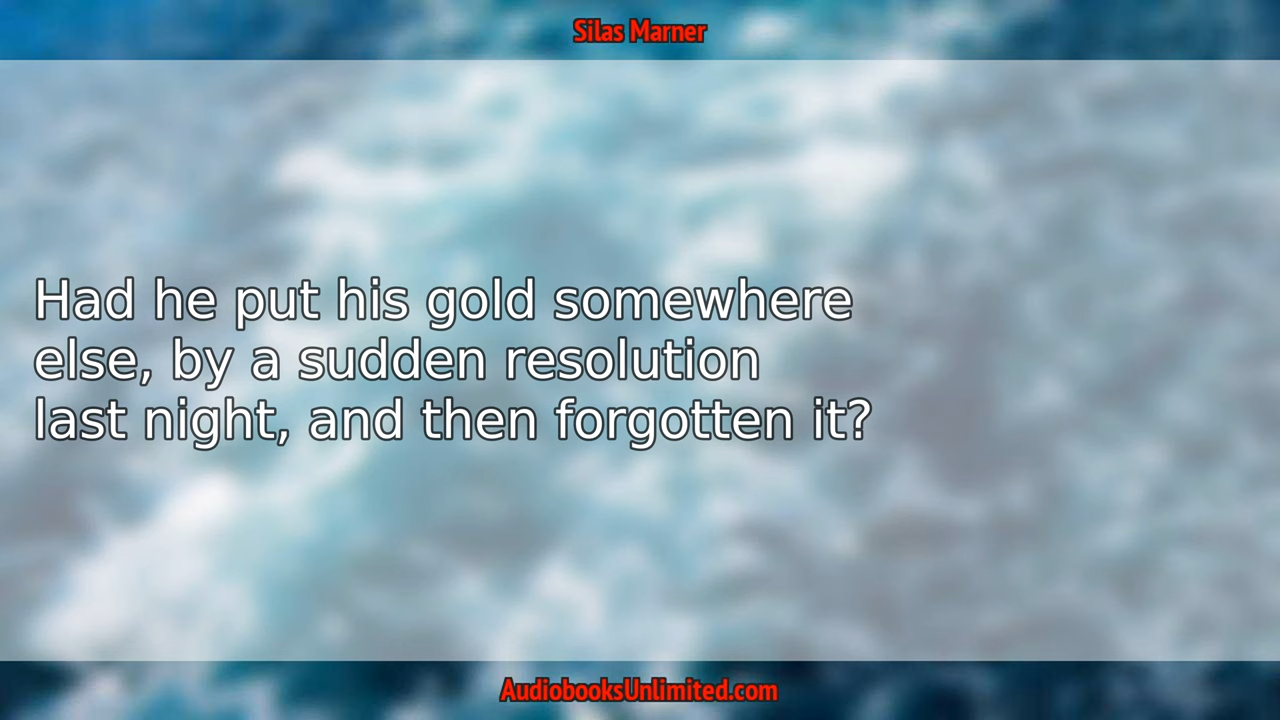 Silas Marner
Had he put his gold somewhere
else, by a sudden resolution
last night, and then forgotten it?
AudiobooksUnlimited.com